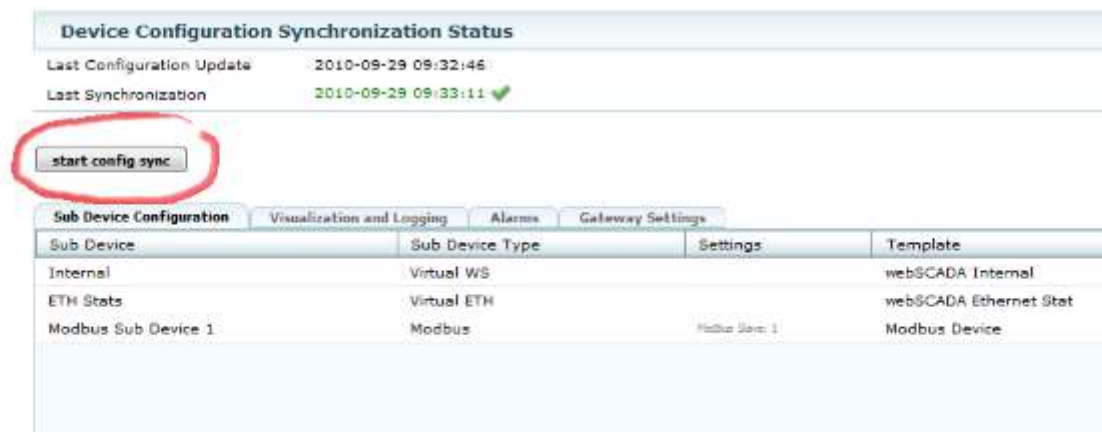 Device Configuration Synchronization Status
Last Configuration Update 2010-09-29 09:32:46
Last Synchronization 2010-09-29 09:33:11
start config sync
Sub Device Configuration Visualization and Logging Alarms Gateway Settings
Sub Device Sub Device Type Settings Template
Internal Virtual WS webSCADA Internal
ETH Stats Virtual ETH webSCADA Ethernet Stat
Modbus Sub Device 1 Modbus Modbus Slave: 1 Modbus Device